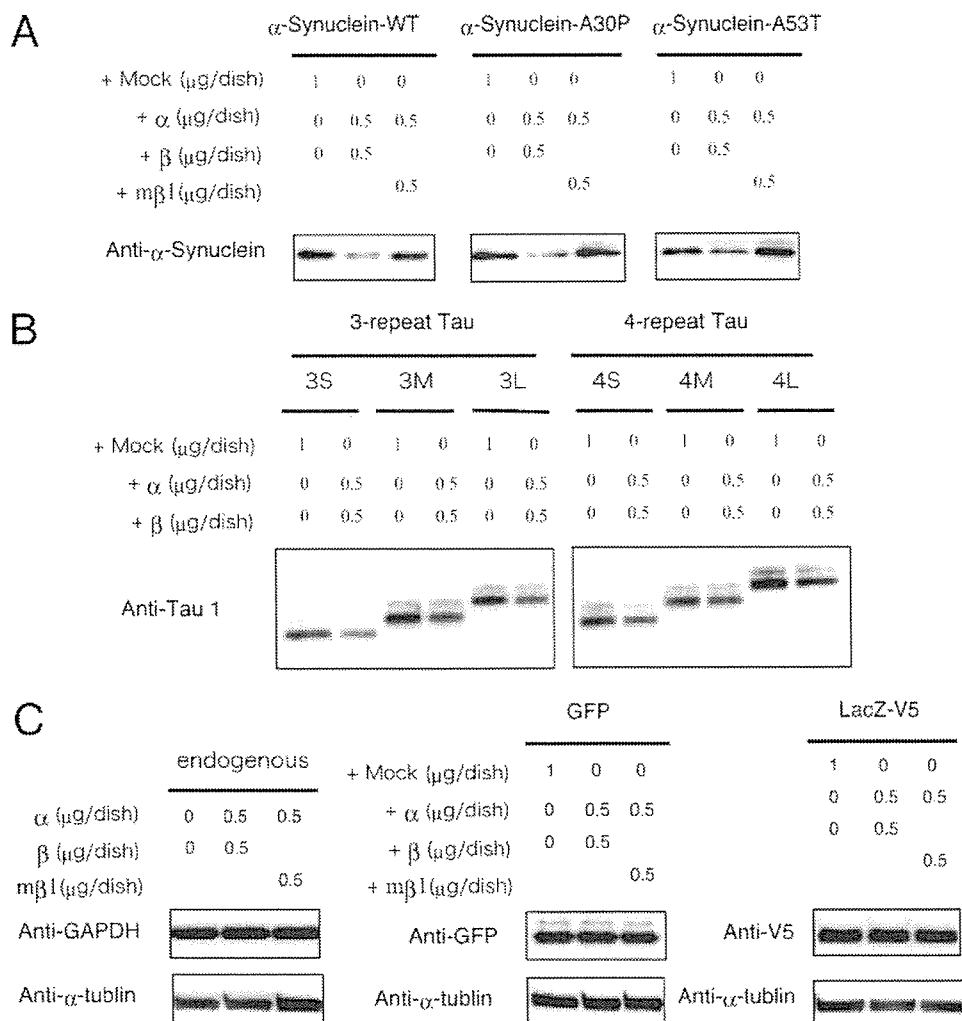 A
α-Synuclein-WT α-Synuclein-A30P α-Synuclein-A53T
+ Mock (μg/dish) 1 0 0 1 0 0 1 0 0
+ α (μg/dish) 0 0.5 0.5 0 0.5 0.5 0 0.5 0.5
+ β (μg/dish) 0 0.5 0 0.5 0 0.5
+ mβ1(μg/dish) 0.5 0.5 0.5
Anti-α-Synuclein
B
3-repeat Tau 4-repeat Tau
3S 3M 3L 4S 4M 4L
+ Mock (μg/dish) 1 0 1 0 1 0 1 0 1 0 1 0
+ α (μg/dish) 0 0.5 0 0.5 0 0.5 0 0.5 0 0.5 0 0.5
+ β (μg/dish) 0 0.5 0 0.5 0 0.5 0 0.5 0 0.5 0 0.5
Anti-Tau 1
C
endogenous
α (μg/dish) 0 0.5 0.5
β (μg/dish) 0 0.5
mβ1(μg/dish) 0.5
Anti-GAPDH
Anti-α-tublin
GFP
+ Mock (μg/dish) 1 0 0
+ α (μg/dish) 0 0.5 0.5
+ β (μg/dish) 0 0.5
+ mβ1(μg/dish) 0.5
Anti-GFP
Anti-α-tublin
LacZ-V5
1 0 0
0 0.5 0.5
0 0.5
0.5
Anti-V5
Anti-α-tublin